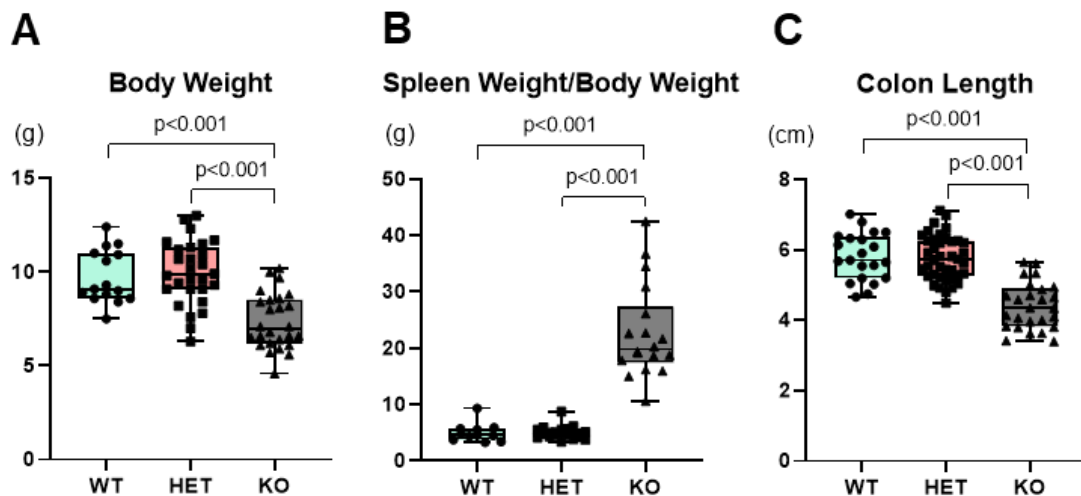 A
Body Weight
(g)
p<0.001
p<0.001
15
10
5
0
WT HET KO
B
Spleen Weight/Body Weight
(g)
p<0.001
p<0.001
50
40
30
20
10
0
WT HET KO
C
Colon Length
(cm)
p<0.001
p<0.001
8
6
4
2
0
WT HET KO